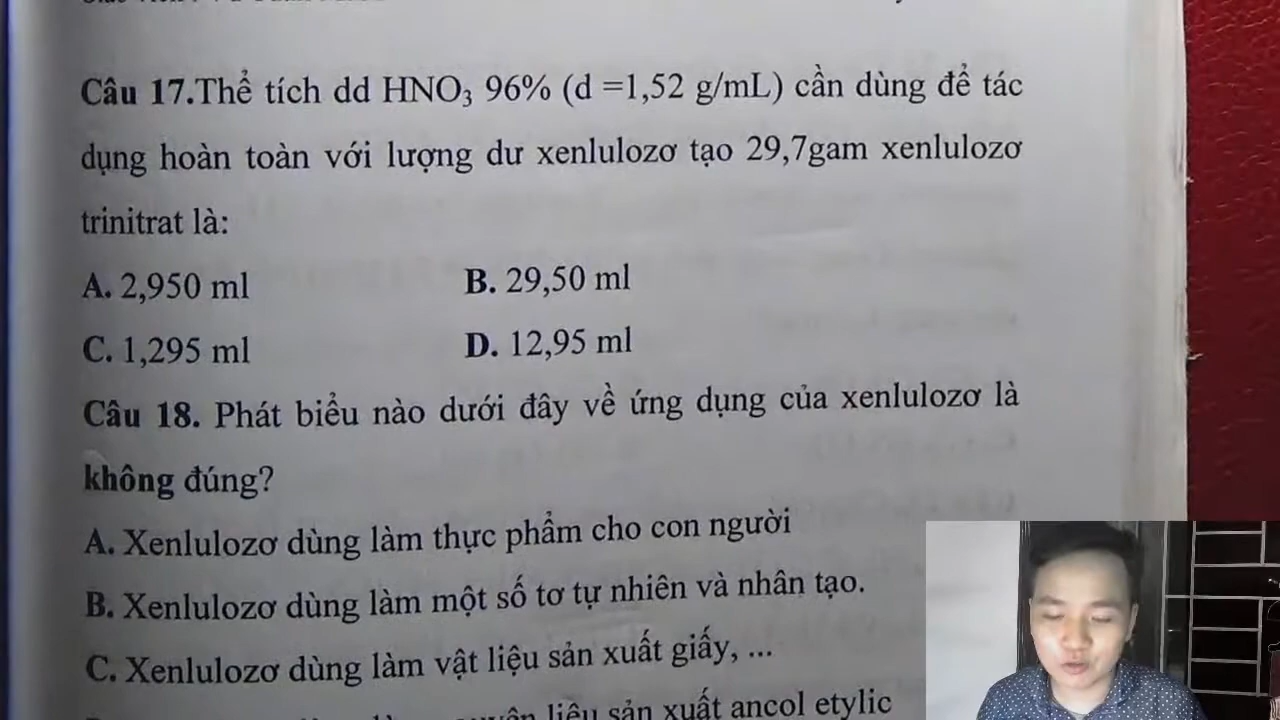 Câu 17.Thể tích dd HNO₃ 96% (d =1,52 g/mL) cần dùng để tác
dụng hoàn toàn với lượng dư xenlulozơ tạo 29,7gam xenlulozơ
trinitrat là:
A. 2,950 ml B. 29,50 ml
C. 1,295 ml D. 12,95 ml
Câu 18. Phát biểu nào dưới đây về ứng dụng của xenlulozơ là
không đúng?
A. Xenlulozơ dùng làm thực phẩm cho con người
B. Xenlulozơ dùng làm một số tơ tự nhiên và nhân tạo.
C. Xenlulozơ dùng làm vật liệu sản xuất giấy, ...
liệu sản xuất ancol etylic